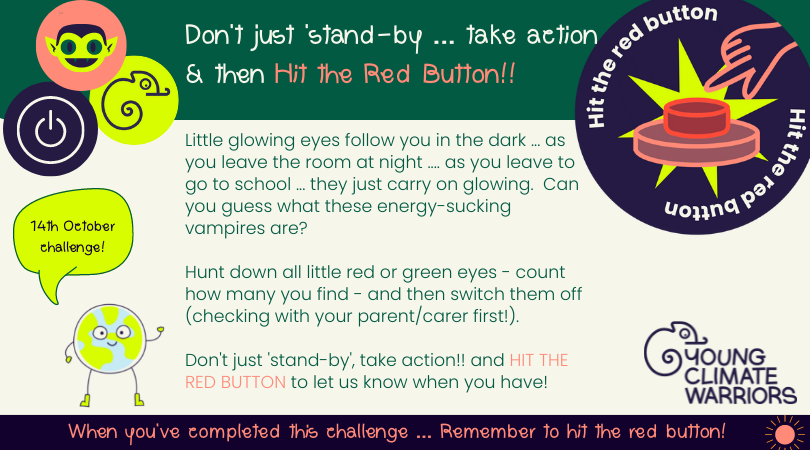 Don't just 'stand-by ... take action
& then Hit the Red Button!!
Hit the red button
Hit the red button
Little glowing eyes follow you in the dark ... as
you leave the room at night .... as you leave to
go to school ... they just carry on glowing.  Can
you guess what these energy-sucking
vampires are?
14th October
challenge!
Hunt down all little red or green eyes - count
how many you find - and then switch them off
(checking with your parent/carer first!).
Don't just 'stand-by', take action!! and HIT THE
RED BUTTON to let us know when you have!
YOUNG
CLIMATE
WARRIORS
When you've completed this challenge ... Remember to hit the red button!